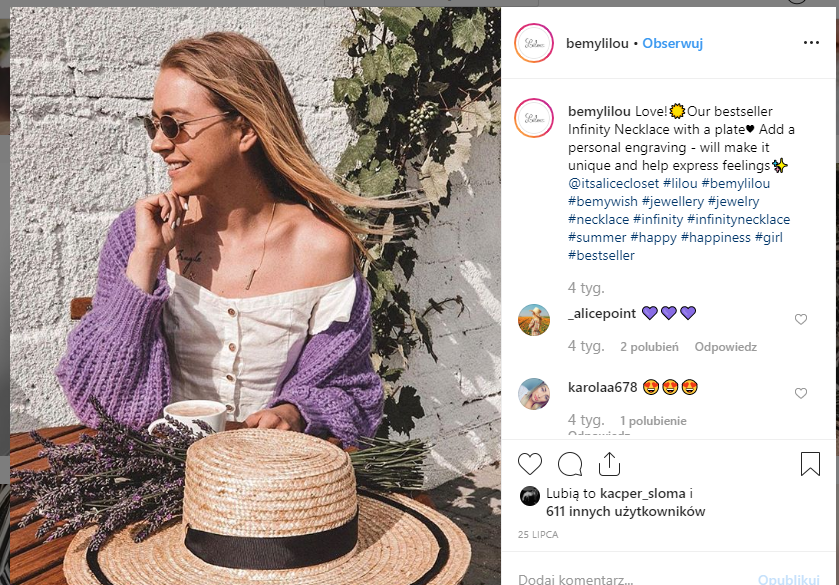 bemylilou • Obserwuj
bemylilou Love!☀Our bestseller
Infinity Necklace with a plate♥ Add a
personal engraving - will make it
unique and help express feelings✨
@itsalicecloset #lilou #bemylilou
#bemywish #jewellery #jewelry
#necklace #infinity #infinitynecklace
#summer #happy #happiness #girl
#bestseller
4 tyg.
_alicepoint 💜💜💜
4 tyg. 2 polubień Odpowiedz
karolaa678 🤩🤩🤩
4 tyg. 1 polubienie
Odpowiedz
Lubią to kacper_sloma i
611 innych użytkowników
25 LIPCA
Dodaj komentarz... Opublikuj